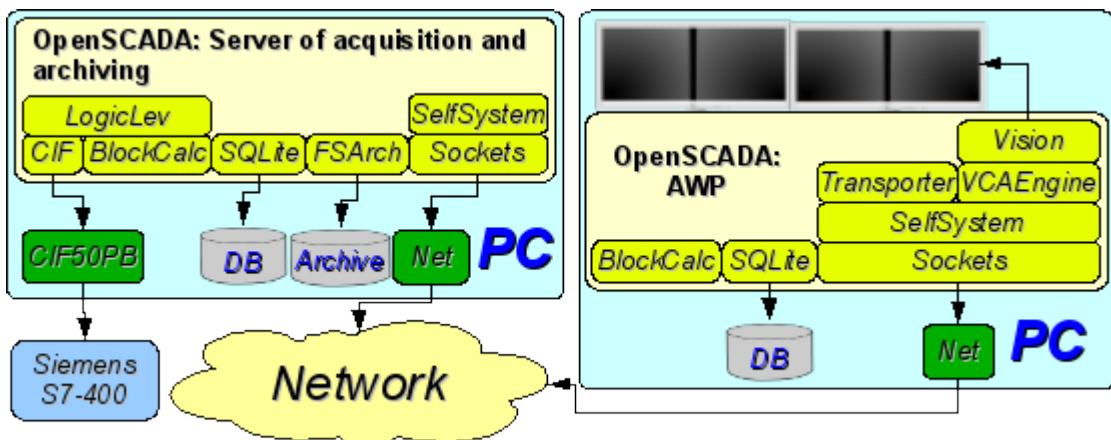 OpenSCADA: Server of acquisition and
archiving
LogicLev
SelfSystem
CIF
BlockCalc
SQLite
FSArch
Sockets
CIF50PB
DB
Archive
Net
PC
Siemens
S7-400
Network
OpenSCADA:
AWP
Vision
Transporter
VCAEngine
SelfSystem
BlockCalc
SQLite
Sockets
DB
Net
PC